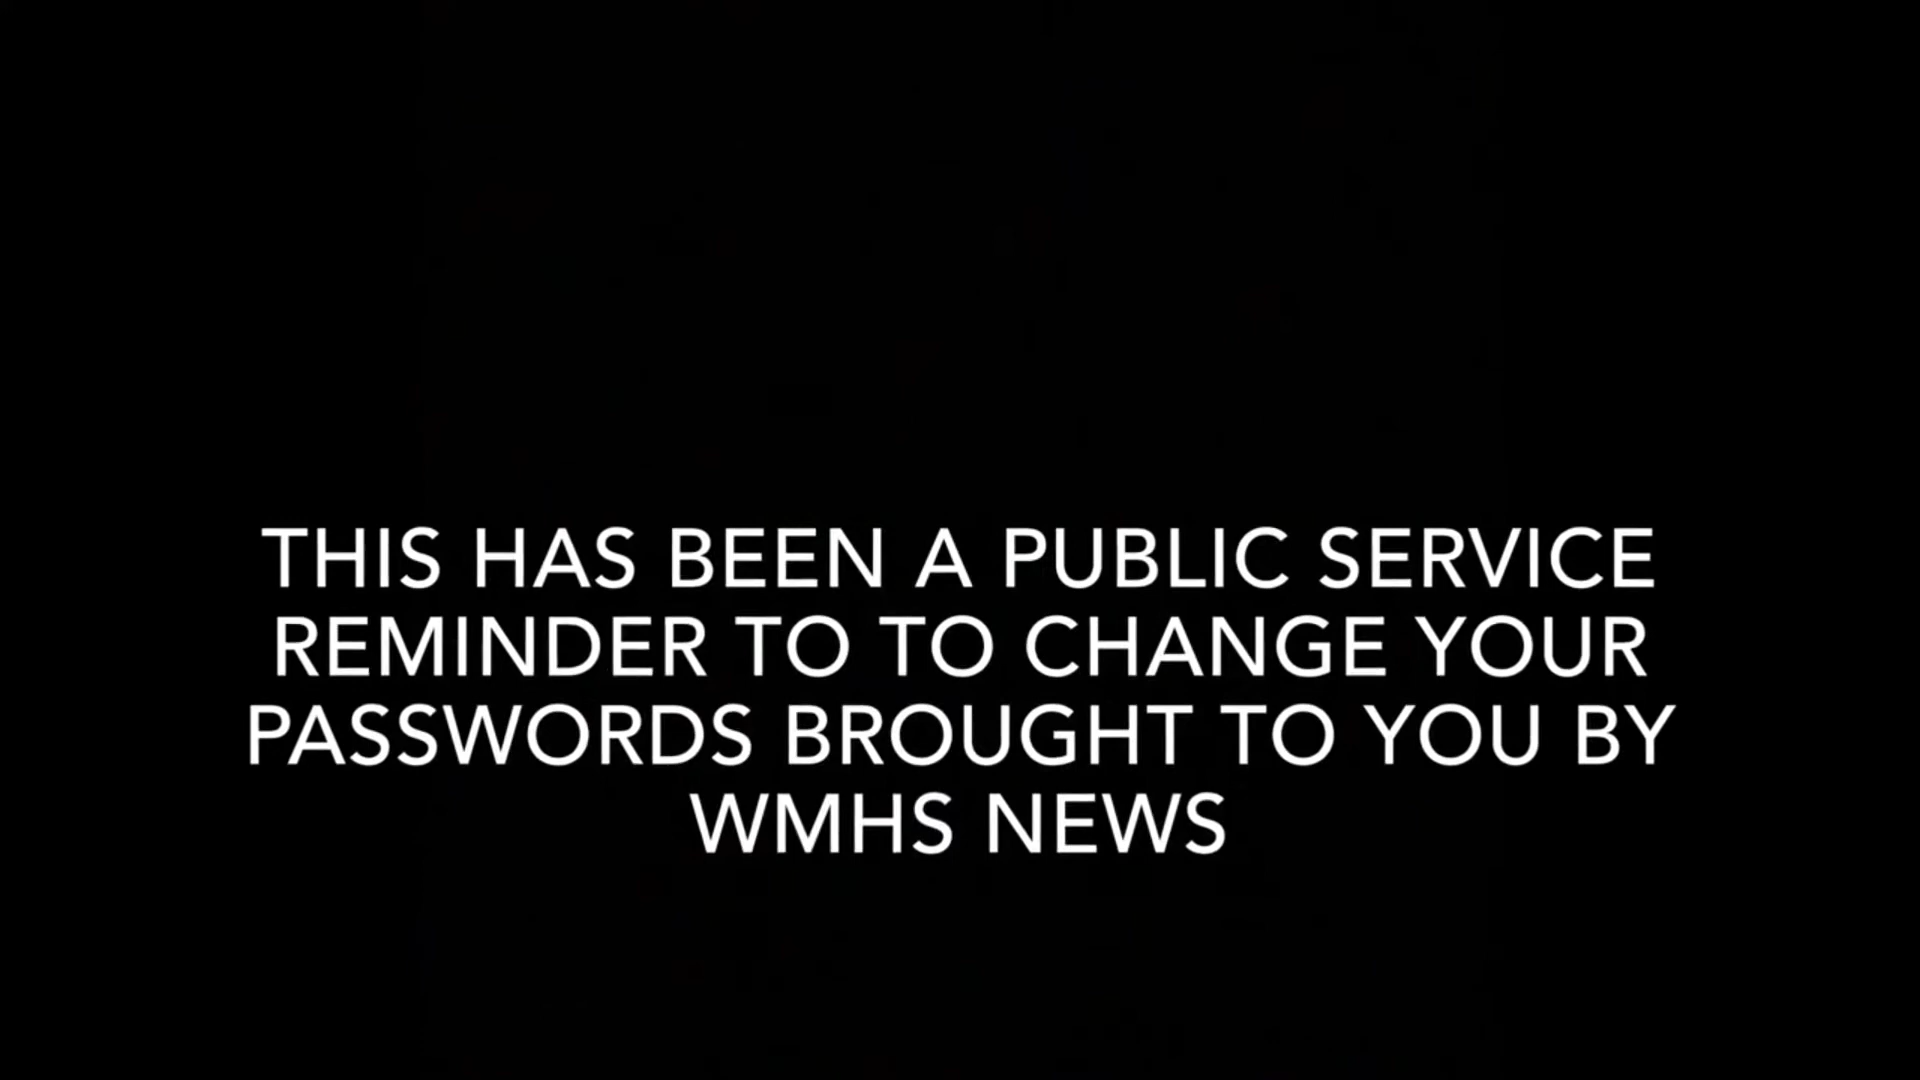 THIS HAS BEEN A PUBLIC SERVICE
REMINDER TO TO CHANGE YOUR
PASSWORDS BROUGHT TO YOU BY
WMHS NEWS